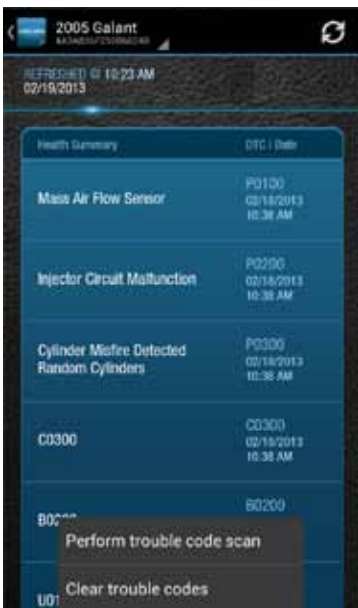 2005 Galant
REFRESHED @ 10:23 AM
02/19/2013
Health Summary DTC | Date
Mass Air Flow Sensor
P0100
02/18/2013
10:38 AM
Injector Circuit Malfunction
P0200
02/18/2013
10:38 AM
Cylinder Misfire Detected
Random Cylinders
P0300
02/18/2013
10:38 AM
C0300
C0300
02/18/2013
10:38 AM
B0200
Perform trouble code scan
Clear trouble codes